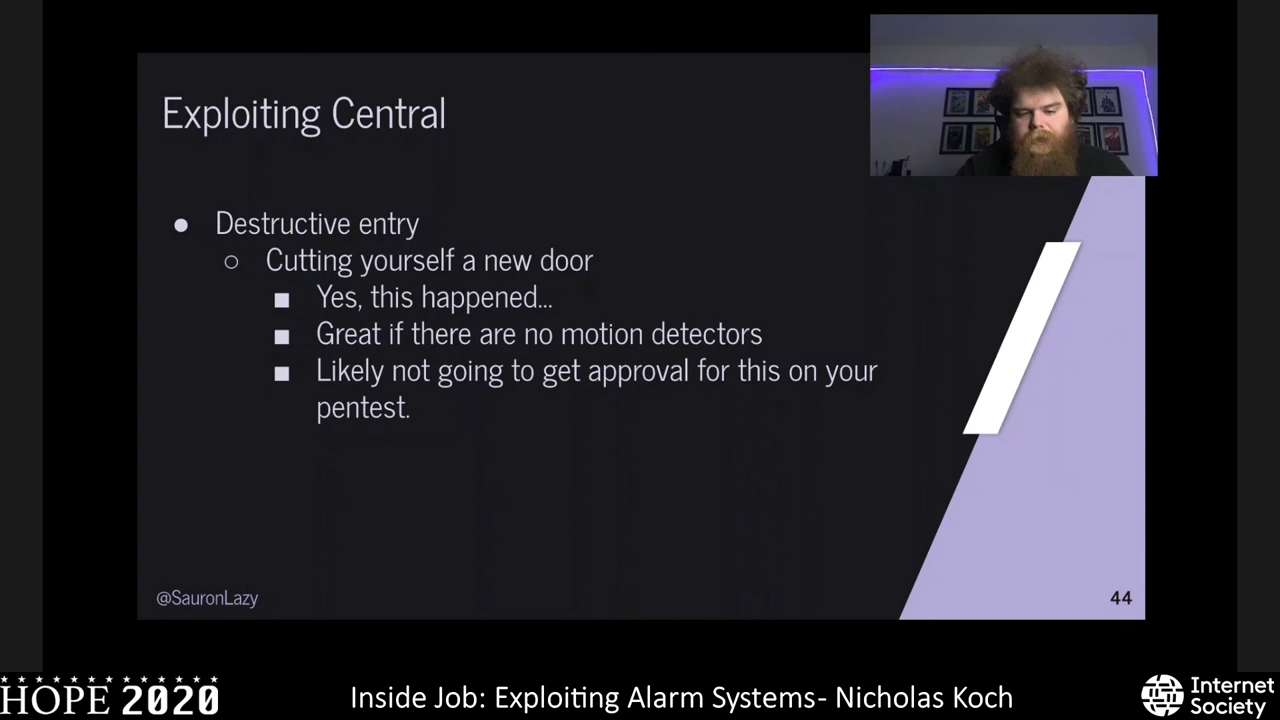 Exploiting Central
● Destructive entry
○ Cutting yourself a new door
■ Yes, this happened...
■ Great if there are no motion detectors
■ Likely not going to get approval for this on your
pentest.
@SauronLazy
44
HOPE 2020
Inside Job: Exploiting Alarm Systems- Nicholas Koch
Internet
Society